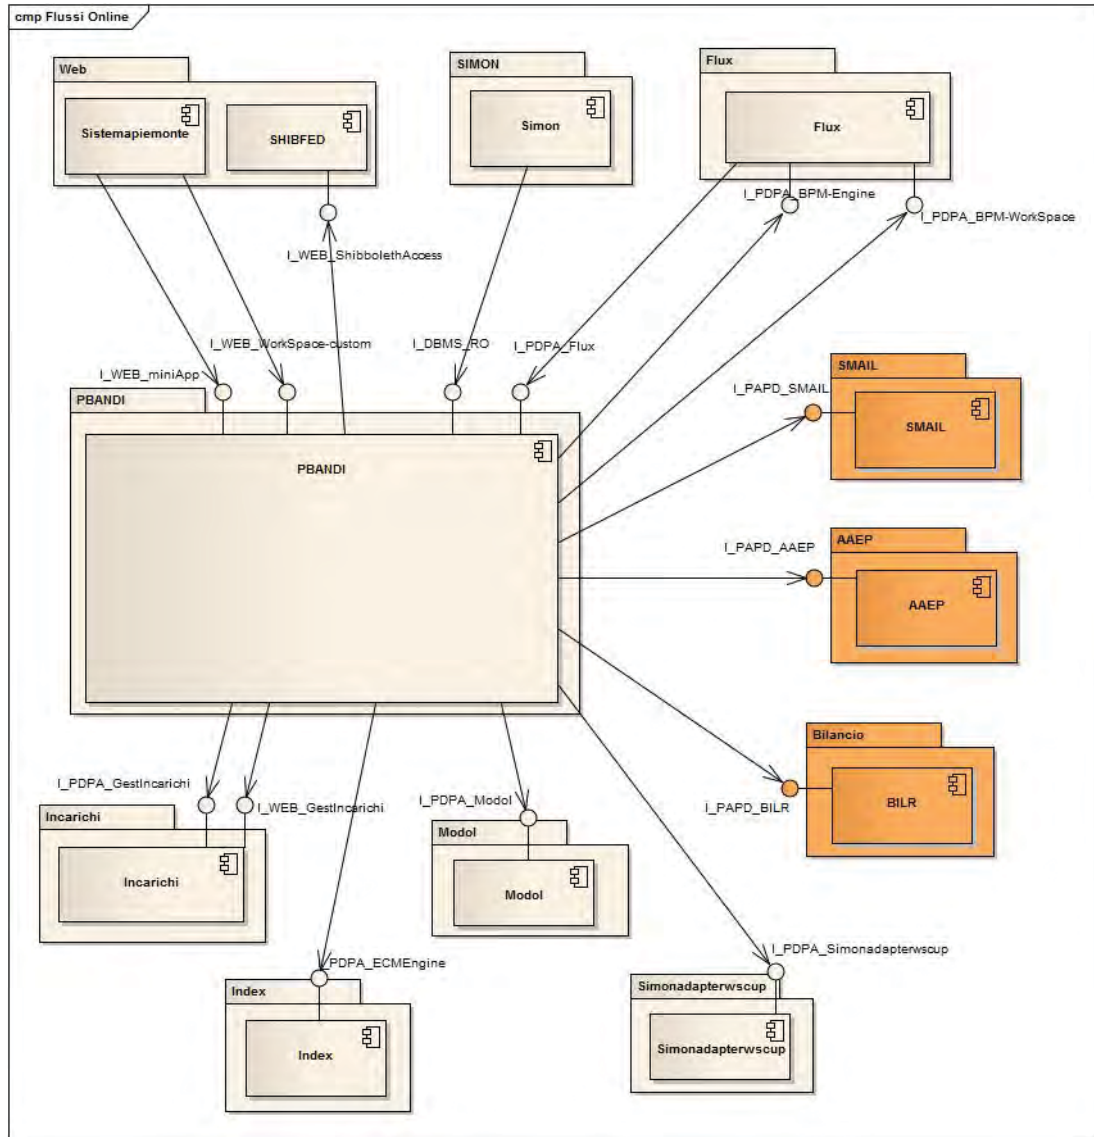 cmp Flussi Online
Web
SIMON
Flux
Sistemapiemonte
SHIBFED
Simon
Flux
I_PDPA_BPM-Engine
I_PDPA_BPM-WorkSpace
I_WEB_ShibbolethAccess
I_WEB_WorkSpace-custom
I_DBMS_RO
I_PDPA_Flux
I_WEB_miniApp
PBANDI
PBANDI
SMAIL
I_PAPD_SMAIL
SMAIL
AAEP
I_PAPD_AAEP
AAEP
Bilancio
I_PAPD_BILR
BILR
I_PDPA_GestIncarichi
I_WEB_GestIncarichi
I_PDPA_Modol
Incarichi
Incarichi
Modol
Modol
_PDPA_ECMEngine
I_PDPA_Simonadapterwscup
Index
Index
Simonadapterwscup
Simonadapterwscup